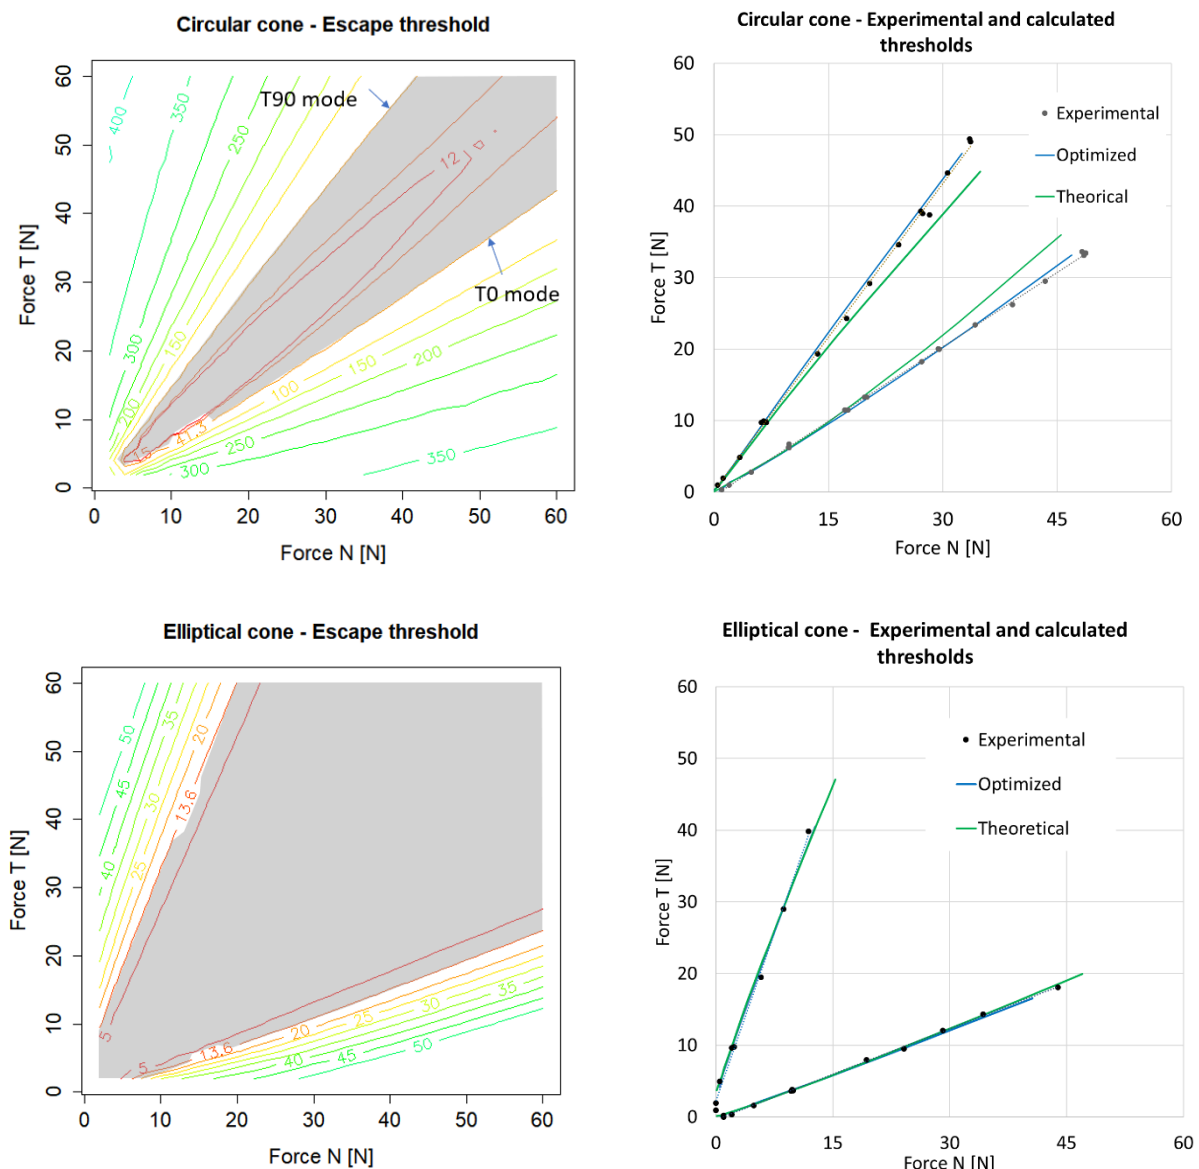 Circular cone - Escape threshold
T90 mode
T0 mode
400
350
250
150
300
200
12
15
41.3
100
150
200
250
300
350
60
50
40
30
20
10
0
Force T [N]
0 10 20 30 40 50 60
Force N [N]
Circular cone - Experimental and calculated
thresholds
60
50
40
30
20
10
0
Force T [N]
Experimental
Optimized
Theorical
0 15 30 45 60
Force N [N]
Elliptical cone - Escape threshold
50
45
40
35
30
25
20
13.6
5
5
13.6
20
25
30
35
40
45
50
60
50
40
30
20
10
0
Force T [N]
0 10 20 30 40 50 60
Force N [N]
Elliptical cone - Experimental and calculated
thresholds
60
50
40
30
20
10
0
Force T [N]
Experimental
Optimized
Theoretical
0 15 30 45 60
Force N [N]